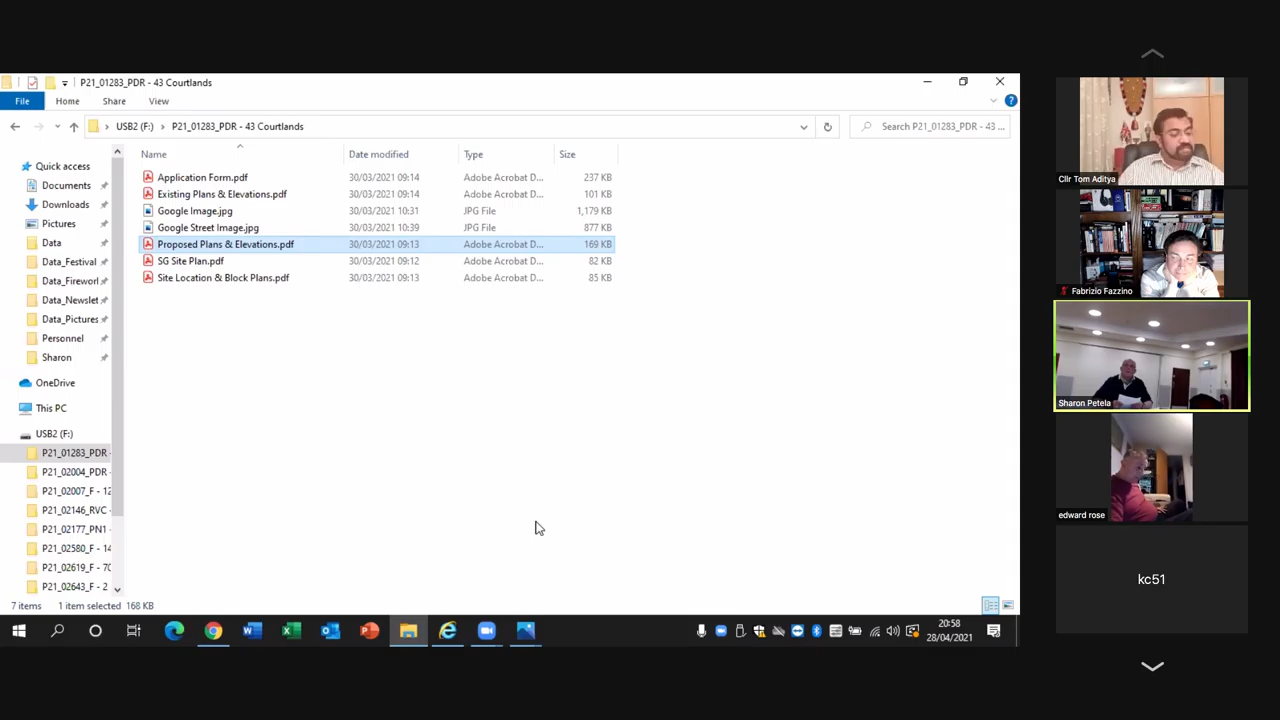 P21_01283_PDR - 43 Courtlands
File Home Share View
USB2 (F:) P21_01283_PDR - 43 Courtlands
Search P21_01283_PDR - 43 ...
Name Date modified Type Size
Quick access
Documents
Downloads
Pictures
Data
Data_Festival
Data_Firewor
Data_Newslet
Data_Pictures
Personnel
Sharon
OneDrive
This PC
USB2 (F:)
P21_01283_PDR -
P21_02004_PDR
P21_02007_F - 12
P21_02146_RVC
P21_02177_PN1
P21_02580_F - 14
P21_02619_F - 70
P21_02643_F - 2
Application Form.pdf 30/03/2021 09:14 Adobe Acrobat D... 237 KB
Existing Plans & Elevations.pdf 30/03/2021 09:14 Adobe Acrobat D... 101 KB
Google Image.jpg 30/03/2021 10:31 JPG File 1,179 KB
Google Street Image.jpg 30/03/2021 10:39 JPG File 877 KB
Proposed Plans & Elevations.pdf 30/03/2021 09:13 Adobe Acrobat D... 169 KB
SG Site Plan.pdf 30/03/2021 09:12 Adobe Acrobat D... 82 KB
Site Location & Block Plans.pdf 30/03/2021 09:13 Adobe Acrobat D... 85 KB
7 items 1 item selected 168 KB
20:58
28/04/2021
Cllr Tom Aditya
Fabrizio Fazzino
Sharon Petela
edward rose
kc51